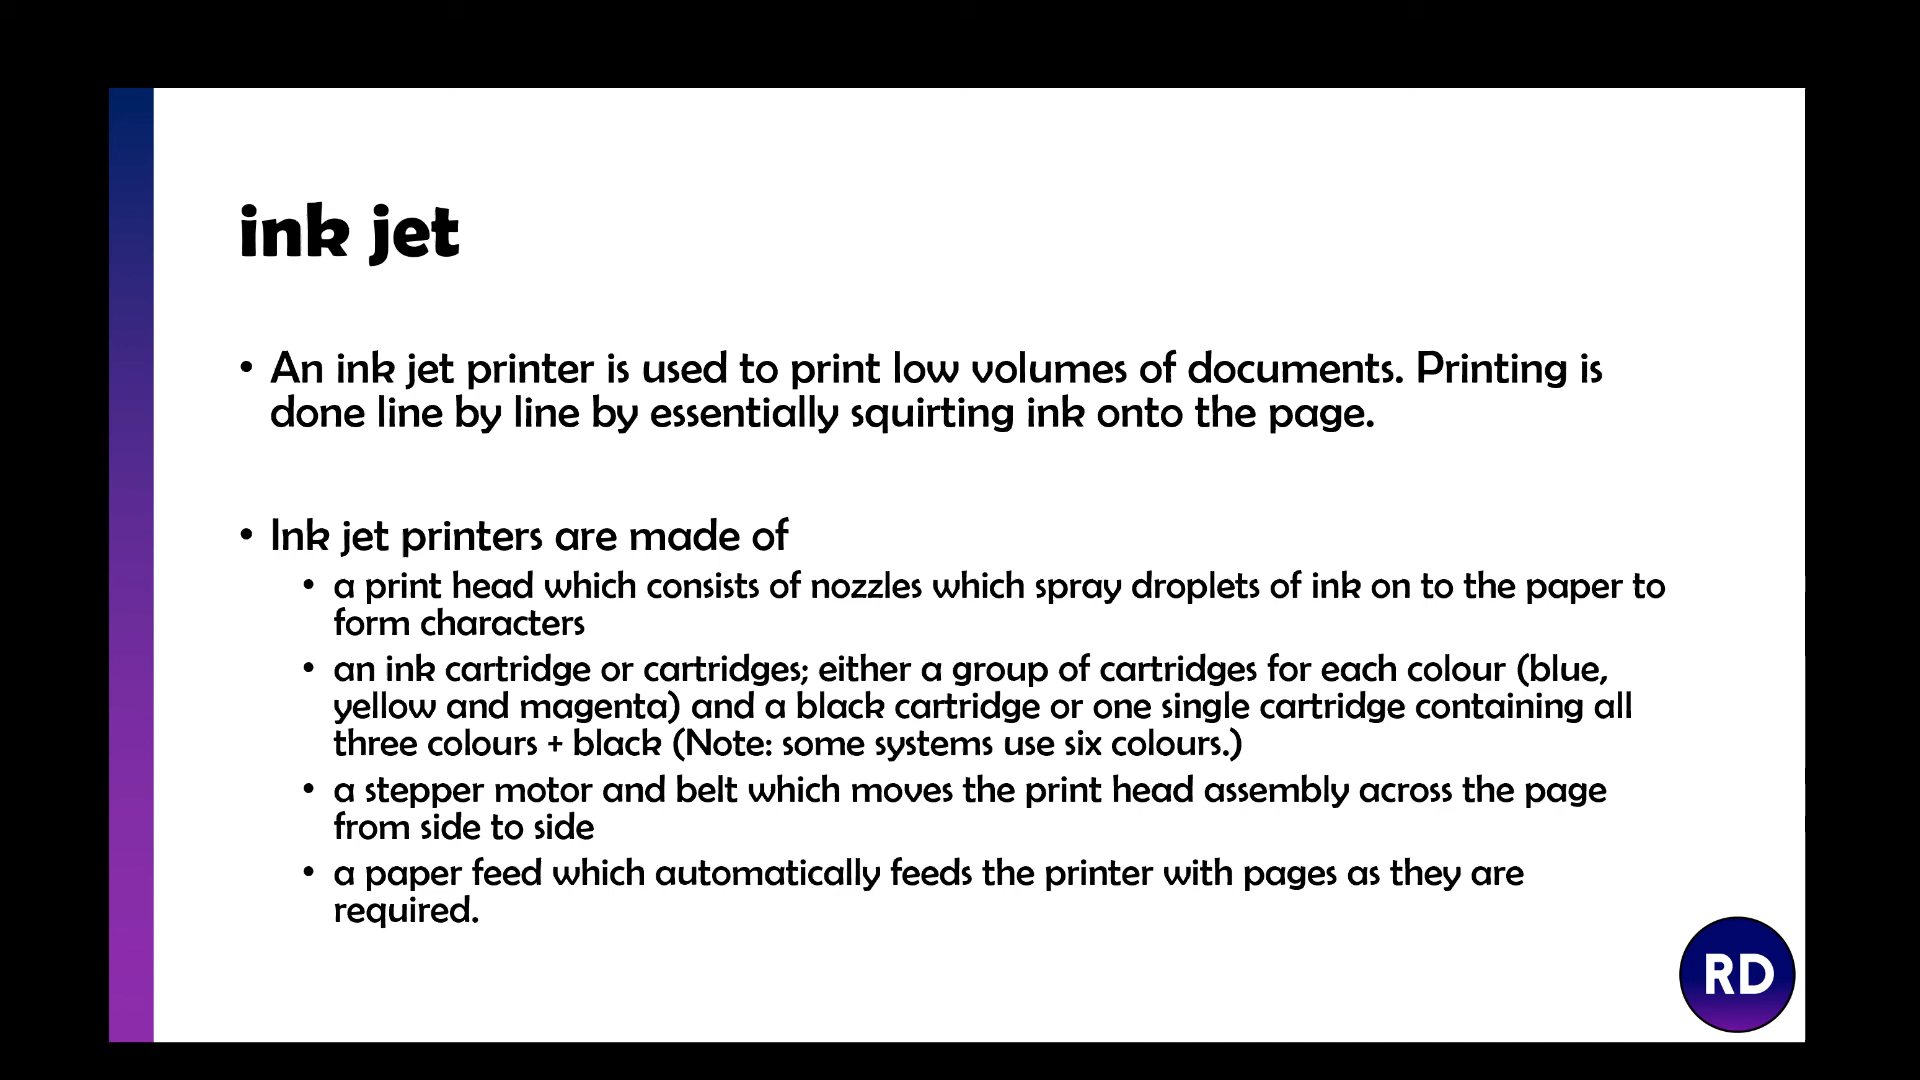 ink jet
• An ink jet printer is used to print low volumes of documents. Printing is
done line by line by essentially squirting ink onto the page.
• Ink jet printers are made of
• a print head which consists of nozzles which spray droplets of ink on to the paper to
form characters
• an ink cartridge or cartridges; either a group of cartridges for each colour (blue,
yellow and magenta) and a black cartridge or one single cartridge containing all
three colours + black (Note: some systems use six colours.)
• a stepper motor and belt which moves the print head assembly across the page
from side to side
• a paper feed which automatically feeds the printer with pages as they are
required.
RD